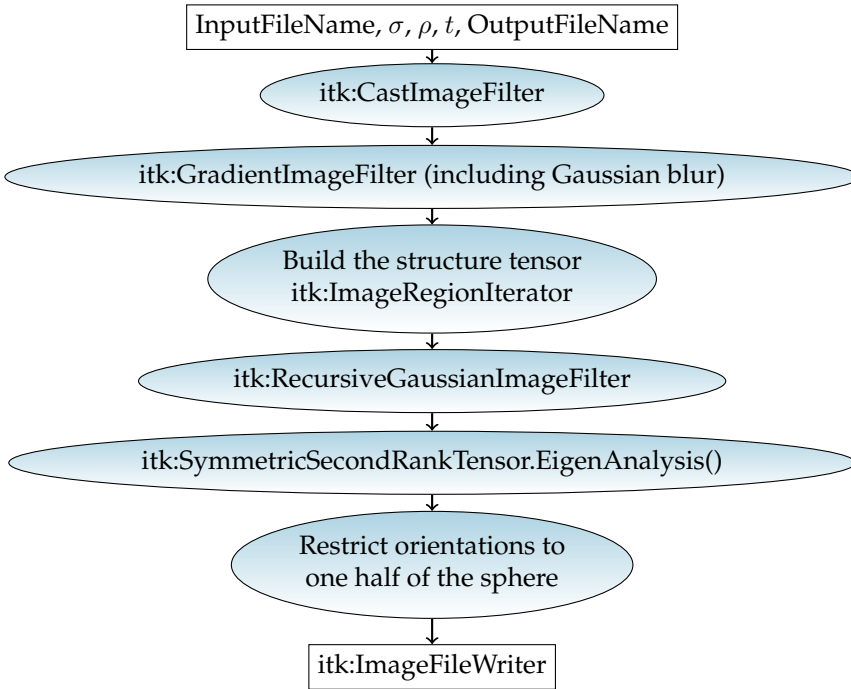 InputFileName, σ, ρ, t, OutputFileName
itk:CastImageFilter
itk:GradientImageFilter (including Gaussian blur)
Build the structure tensor
itk:ImageRegionIterator
itk:RecursiveGaussianImageFilter
itk:SymmetricSecondRankTensor.EigenAnalysis()
Restrict orientations to
one half of the sphere
itk:ImageFileWriter